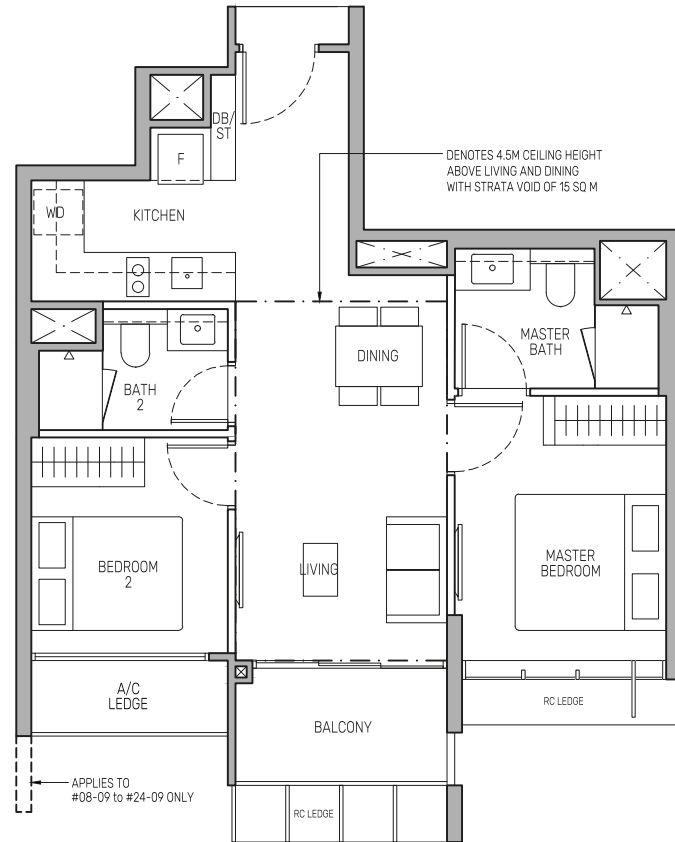 DB/
ST
F
DENOTES 4.5M CEILING HEIGHT
ABOVE LIVING AND DINING
WITH STRATA VOID OF 15 SQ M
WD
KITCHEN
DINING
MASTER
BATH
BATH
2
BEDROOM
2
LIVING
MASTER
BEDROOM
A/C
LEDGE
RC LEDGE
BALCONY
APPLIES TO
#08-09 to #24-09 ONLY
RC LEDGE